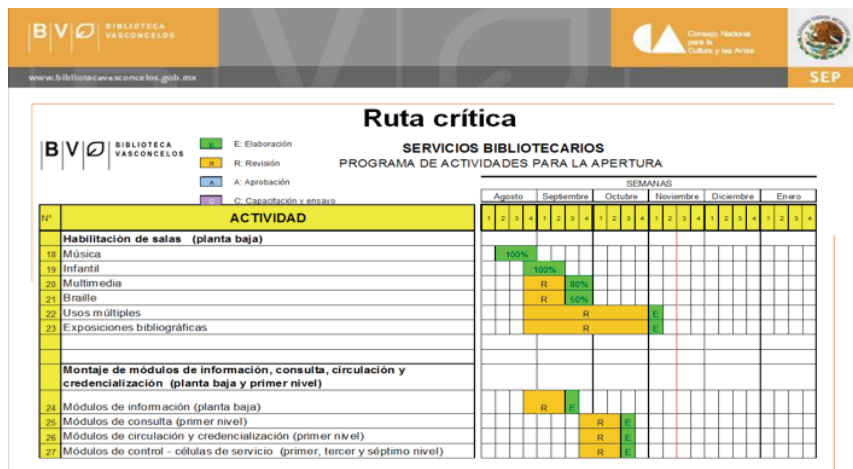 BVC BIBLIOTECA VASCONCELOS
Consejo Nacional para la Cultura y las Artes
www.bibliotecavasconcelos.gob.mx
SEP
Ruta crítica
BIBLIOTECA VASCONCELOS
E E: Elaboración
R R: Revisión
A A: Aprobación
C C: Capacitación y ensayo
SERVICIOS BIBLIOTECARIOS
PROGRAMA DE ACTIVIDADES PARA LA APERTURA
SEMANAS
Agosto Septiembre Octubre Noviembre Diciembre Enero
N° ACTIVIDAD 1 2 3 4 1 2 3 4 1 2 3 4 1 2 3 4 1 2 3 4 1 2 3 4
Habilitación de salas (planta baja)
18 Música 100%
19 Infantil 100%
20 Multimedia R 80%
21 Braille R 50%
22 Usos múltiples R E
23 Exposiciones bibliográficas R E
Montaje de módulos de información, consulta, circulación y
credencialización (planta baja y primer nivel)
24 Módulos de información (planta baja) R E
25 Módulos de consulta (primer nivel) R E
26 Módulos de circulación y credencialización (primer nivel) R E
27 Módulos de control - células de servicio (primer, tercer y séptimo nivel) R E